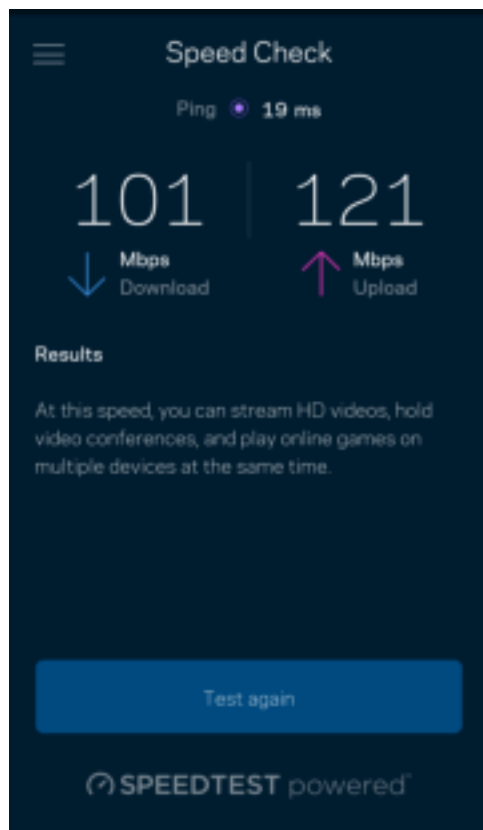 Speed Check
Ping 19 ms
101 121
Mbps Mbps
Download Upload
Results
At this speed, you can stream HD videos, hold
video conferences, and play online games on
multiple devices at the same time.
Test again
SPEEDTEST powered™